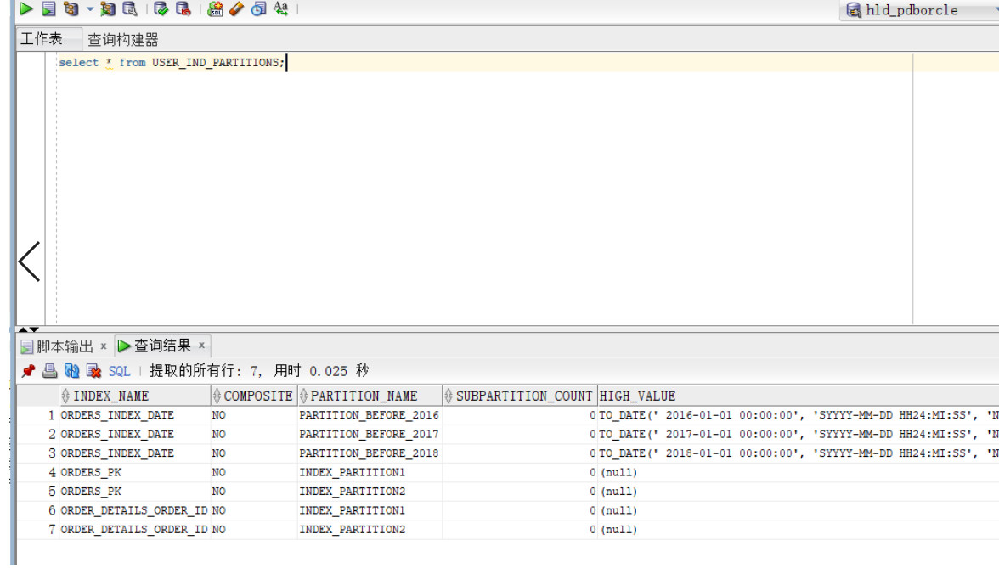 hld_pdborcle
工作表 查询构建器
select * from USER_IND_PARTITIONS;
脚本输出 × 查询结果 ×
SQL 提取的所有行: 7, 用时 0.025 秒
INDEX_NAME COMPOSITE PARTITION_NAME SUBPARTITION_COUNT HIGH_VALUE
1 ORDERS_INDEX_DATE NO PARTITION_BEFORE_2016 0 TO_DATE(' 2016-01-01 00:00:00', 'SYYYY-MM-DD HH24:MI:SS', 'N
2 ORDERS_INDEX_DATE NO PARTITION_BEFORE_2017 0 TO_DATE(' 2017-01-01 00:00:00', 'SYYYY-MM-DD HH24:MI:SS', 'N
3 ORDERS_INDEX_DATE NO PARTITION_BEFORE_2018 0 TO_DATE(' 2018-01-01 00:00:00', 'SYYYY-MM-DD HH24:MI:SS', 'N
4 ORDERS_PK NO INDEX_PARTITION1 0 (null)
5 ORDERS_PK NO INDEX_PARTITION2 0 (null)
6 ORDER_DETAILS_ORDER_ID NO INDEX_PARTITION1 0 (null)
7 ORDER_DETAILS_ORDER_ID NO INDEX_PARTITION2 0 (null)